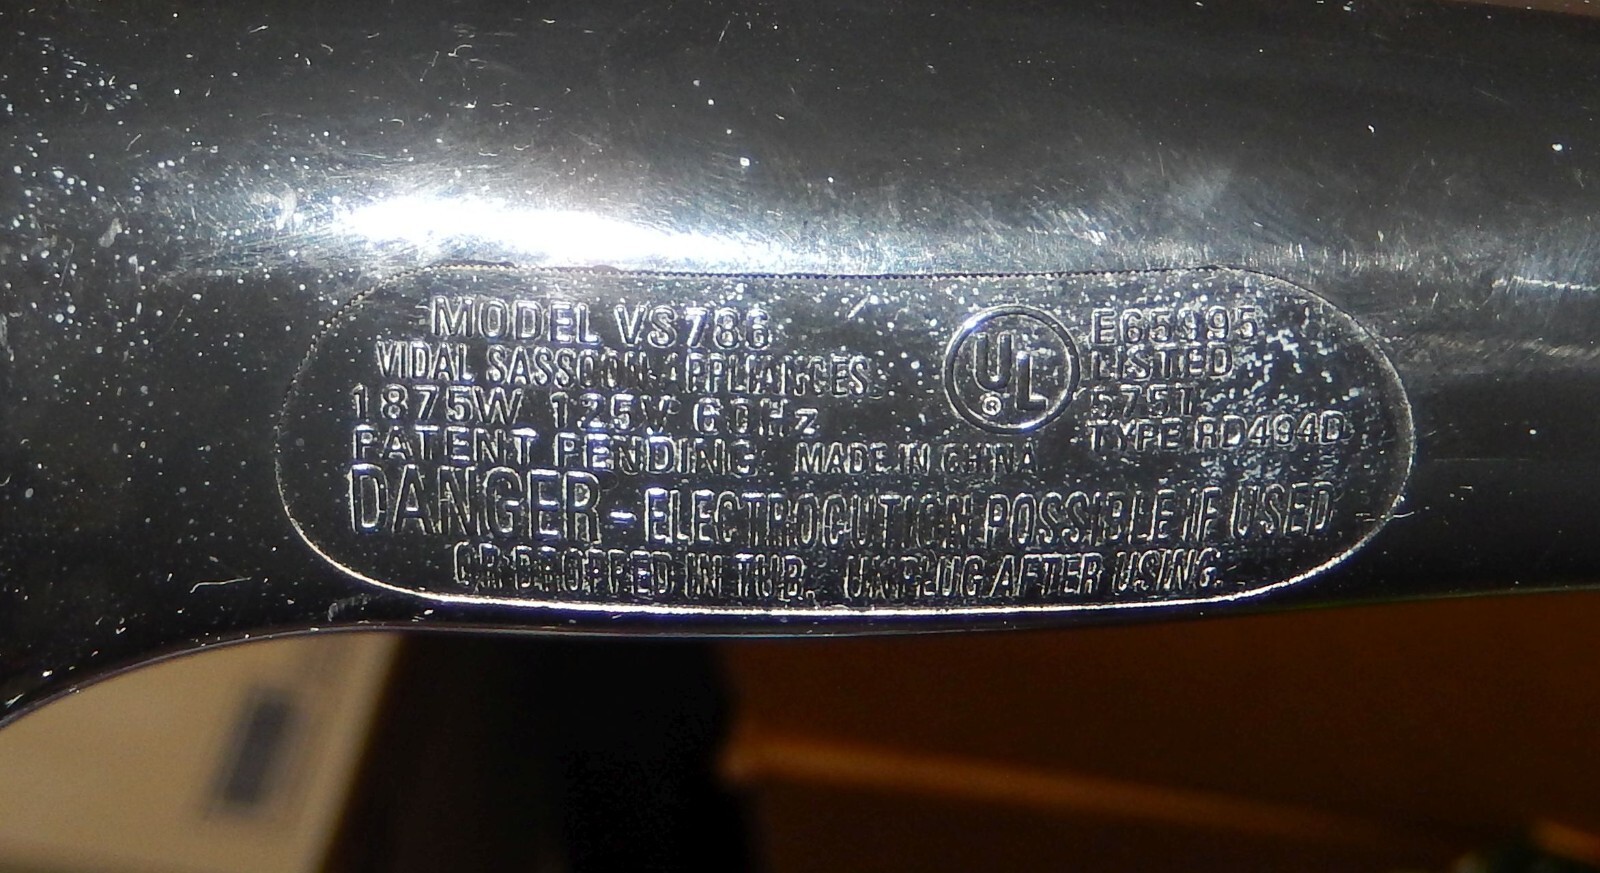 MODEL VS786
VIDAL SASSOON APPLIANCES
1875W 125V 60Hz
PATENT PENDING MADE IN CHINA
UL
®
E65995
LISTED
575T
TYPE RD494D
DANGER - ELECTROCUTION POSSIBLE IF USED
OR DROPPED IN TUB. UNPLUG AFTER USING.